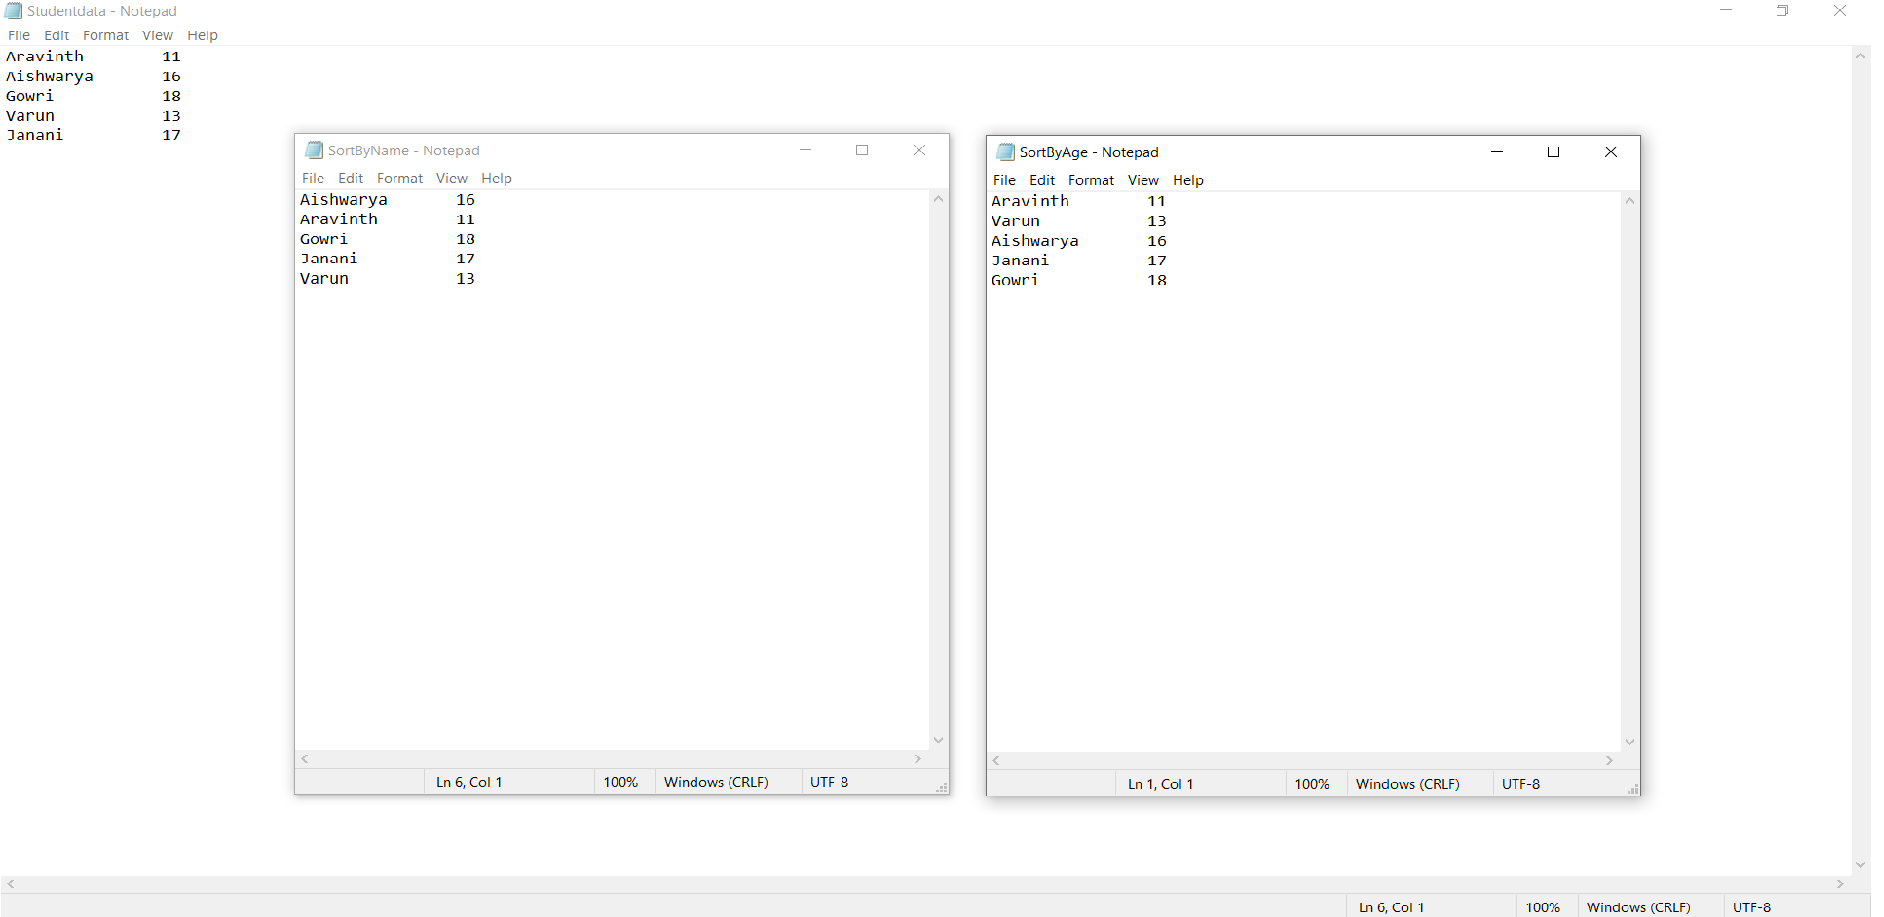 Studentdata - Notepad
File Edit Format View Help
Aravinth 11
Aishwarya 16
Gowri 18
Varun 13
Janani 17
SortByName - Notepad
File Edit Format View Help
Aishwarya 16
Aravinth 11
Gowri 18
Janani 17
Varun 13
Ln 6, Col 1 100% Windows (CRLF) UTF-8
SortByAge - Notepad
File Edit Format View Help
Aravinth 11
Varun 13
Aishwarya 16
Janani 17
Gowri 18
Ln 1, Col 1 100% Windows (CRLF) UTF-8
Ln 6, Col 1 100% Windows (CRLF) UTF-8